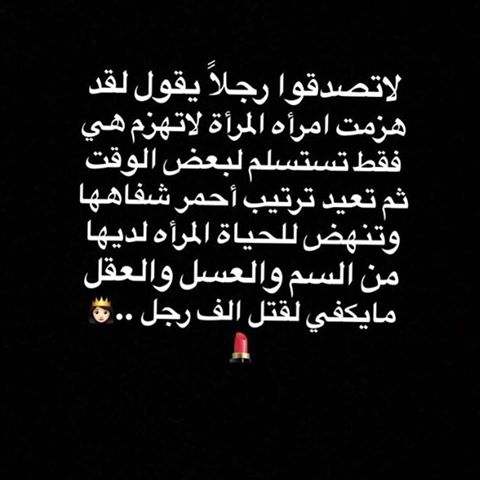 لاتصدقوا رجلاً يقول لقد
هزمت امرأه المرأة لاتهزم هي
فقط تستسلم لبعض الوقت
ثم تعيد ترتيب أحمر شفاهها
وتنهض للحياة المرأه لديها
من السم والعسل والعقل
مايكفي لقتل الف رجل ..👸🏻
💄